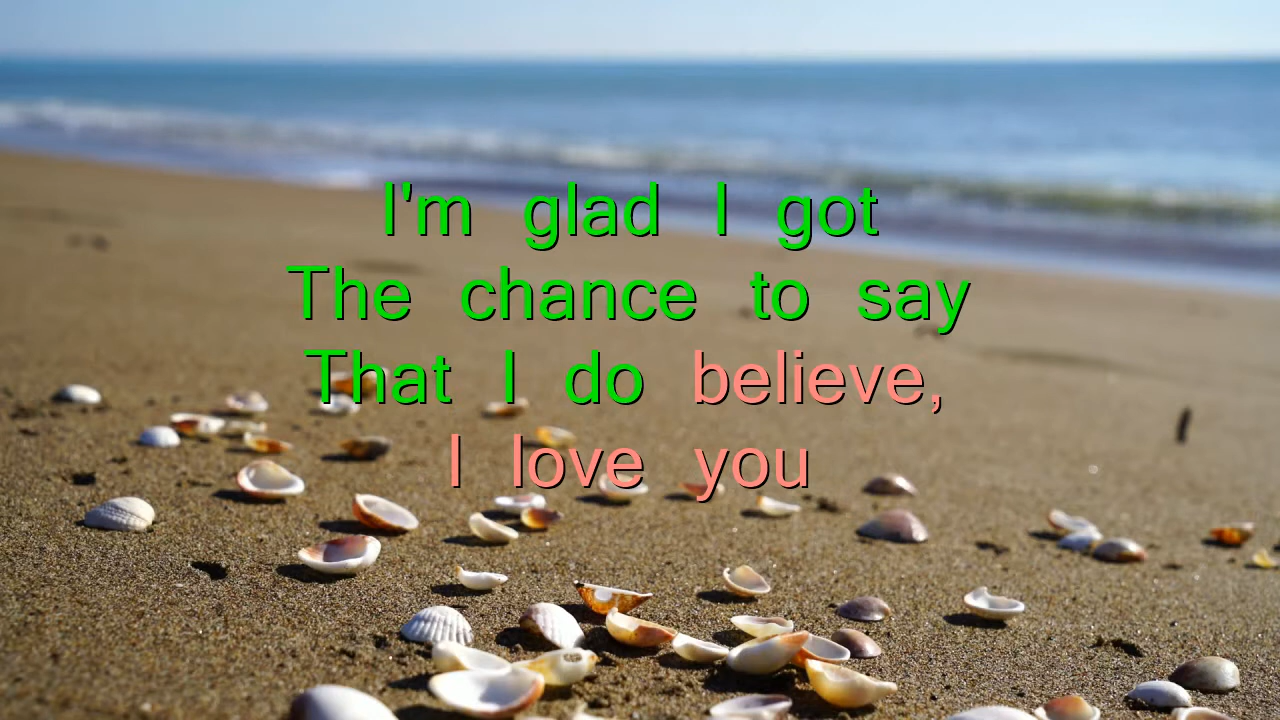 I'm glad I got
The chance to say
That I do believe,
I love you